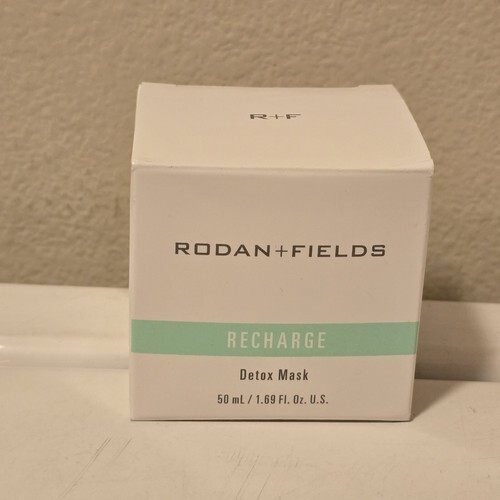 R+F
RODAN+FIELDS
RECHARGE
Detox Mask
50 mL / 1.69 Fl. Oz. U.S.